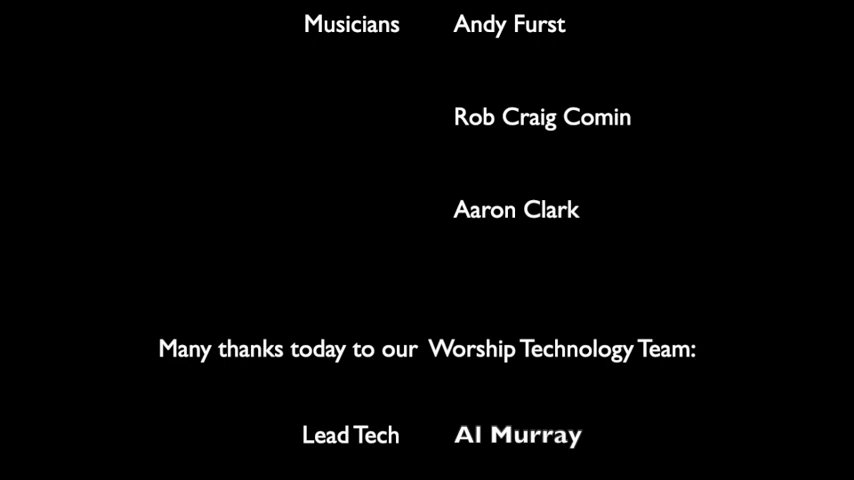 Musicians Andy Furst
Rob Craig Comin
Aaron Clark
Many thanks today to our Worship Technology Team:
Lead Tech Al Murray